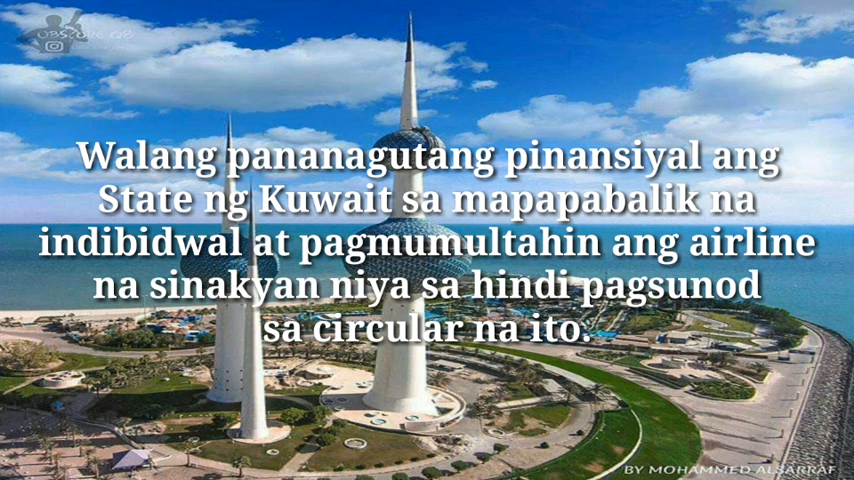 OBSCURE_Q8
Walang pananagutang pinansiyal ang
State ng Kuwait sa mapapabalik na
indibidwal at pagmumultahin ang airline
na sinakyan niya sa hindi pagsunod
sa circular na ito.
BY MOHAMMED ALSARRAF